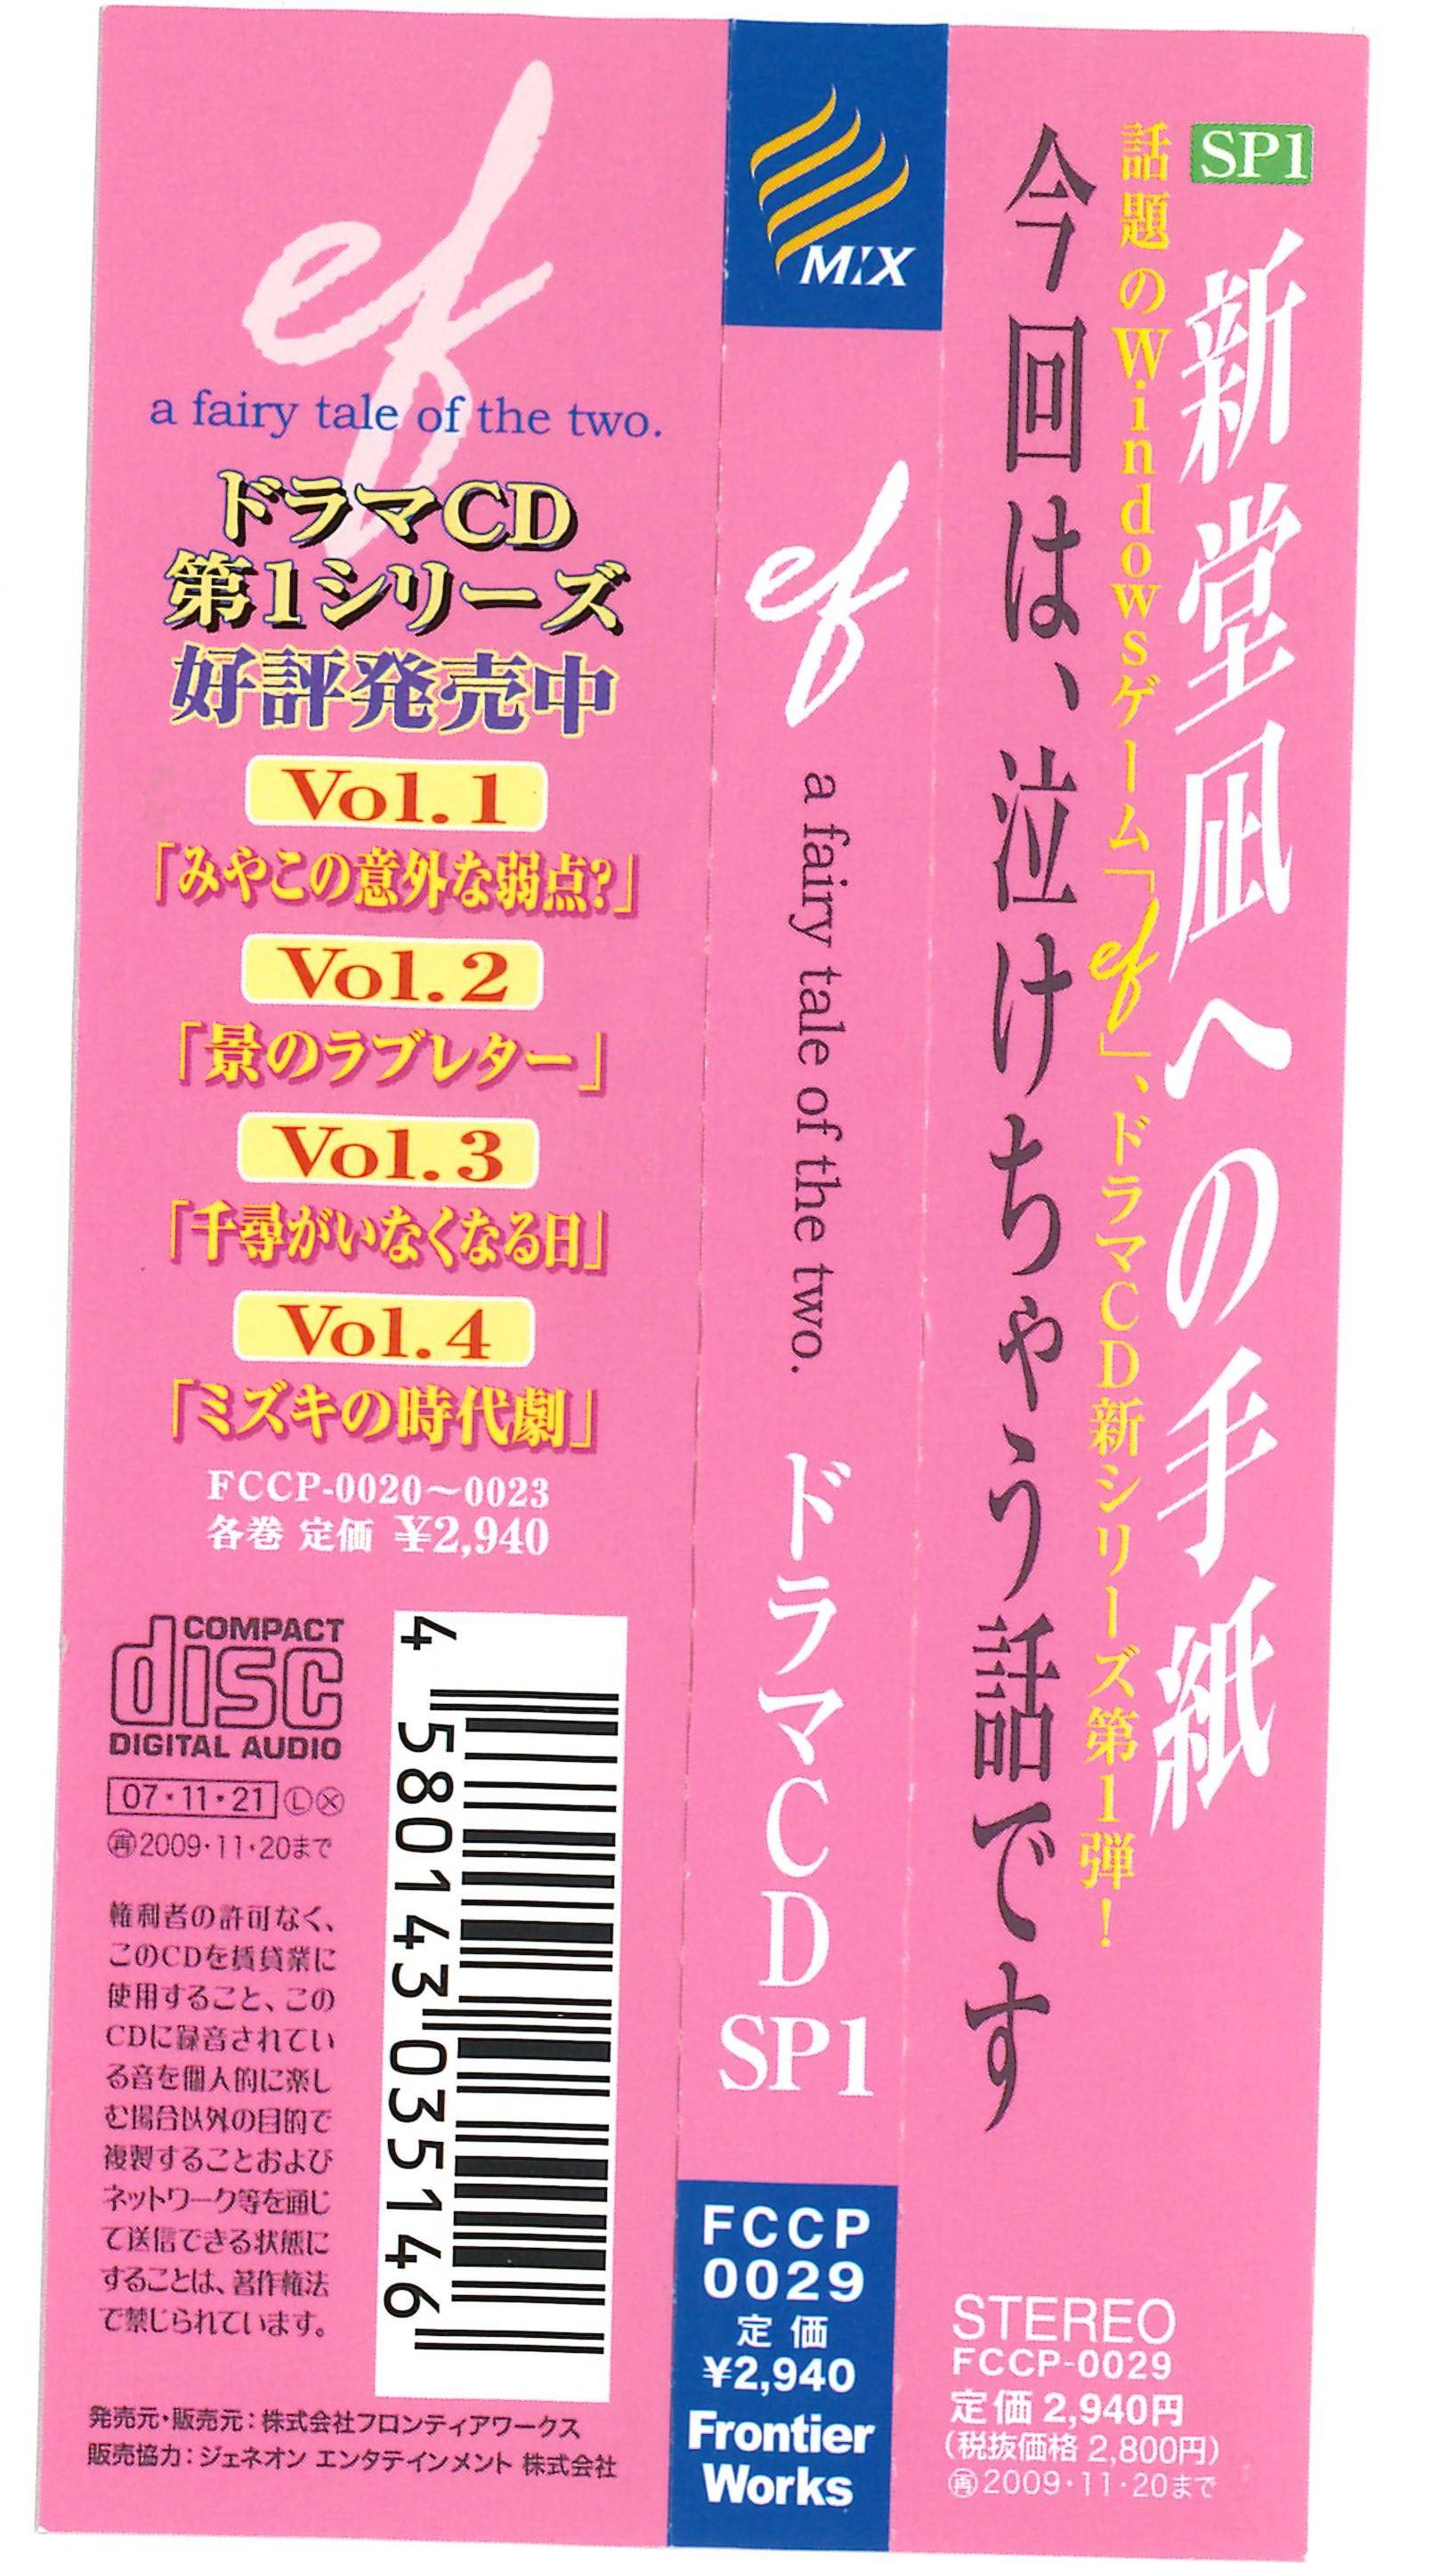 SP1
新堂凪への手紙
話題のWindowsゲーム「ef」、ドラマCD新シリーズ第1弾!
今回は、泣けちゃう話です
STEREO
FCCP-0029
定価 2,940円
(税抜価格 2,800円)
再2009・11・20まで
MIX
ef
a fairy tale of the two.
ドラマCD
SP1
FCCP
0029
定価
¥2,940
Frontier
Works
ef
a fairy tale of the two.
ドラマCD
第1シリーズ
好評発売中
Vol.1
「みやこの意外な弱点?」
Vol.2
「景のラブレター」
Vol.3
「千尋がいなくなる日」
Vol.4
「ミズキの時代劇」
FCCP-0020〜0023
各巻 定価 ¥2,940
COMPACT
disc
DIGITAL AUDIO
07・11・21 Ⓛⓧ
再2009・11・20まで
権利者の許可なく、
このCDを賃貸業に
使用すること、この
CDに録音されてい
る音を個人的に楽し
む場合以外の目的で
複製することおよび
ネットワーク等を通じ
て送信できる状態に
することは、著作権法
で禁じられています。
4 580143 035146
発売元・販売元：株式会社フロンティアワークス
販売協力：ジェネオン エンタテインメント 株式会社